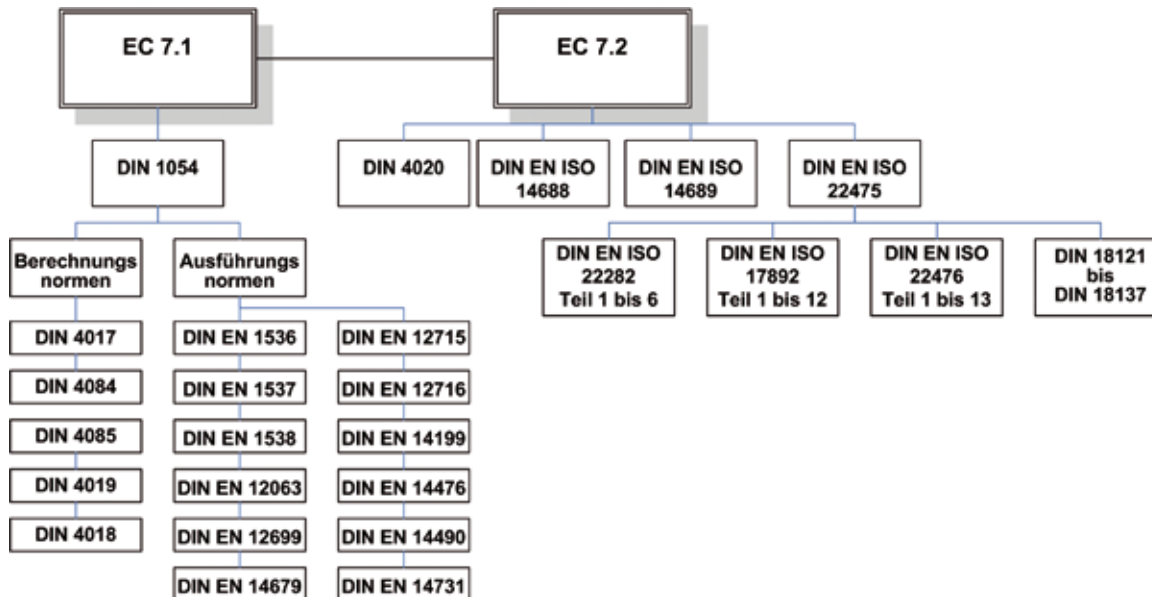 EC 7.1
EC 7.2
DIN 1054
DIN 4020
DIN EN ISO
14688
DIN EN ISO
14689
DIN EN ISO
22475
Berechnungs
normen
Ausführungs
normen
DIN EN ISO
22282
Teil 1 bis 6
DIN EN ISO
17892
Teil 1 bis 12
DIN EN ISO
22476
Teil 1 bis 13
DIN 18121
bis
DIN 18137
DIN 4017
DIN 4084
DIN 4085
DIN 4019
DIN 4018
DIN EN 1536
DIN EN 1537
DIN EN 1538
DIN EN 12063
DIN EN 12699
DIN EN 14679
DIN EN 12715
DIN EN 12716
DIN EN 14199
DIN EN 14476
DIN EN 14490
DIN EN 14731